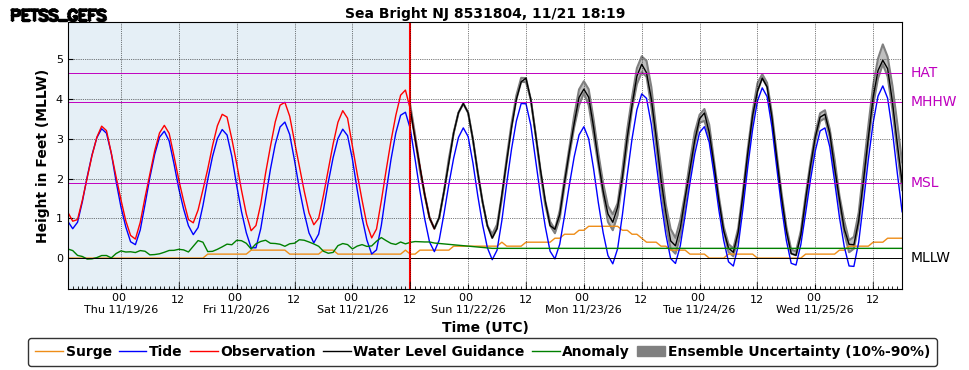 PETSS_GEFS
Sea Bright NJ 8531804, 11/21 18:19
Height in Feet (MLLW)
5
4
3
2
1
0
HAT
MHHW
MSL
MLLW
00 12 00 12 00 12 00 12 00 12 00 12 00 12
Thu 11/19/26 Fri 11/20/26 Sat 11/21/26 Sun 11/22/26 Mon 11/23/26 Tue 11/24/26 Wed 11/25/26
Time (UTC)
Surge Tide Observation Water Level Guidance Anomaly Ensemble Uncertainty (10%-90%)